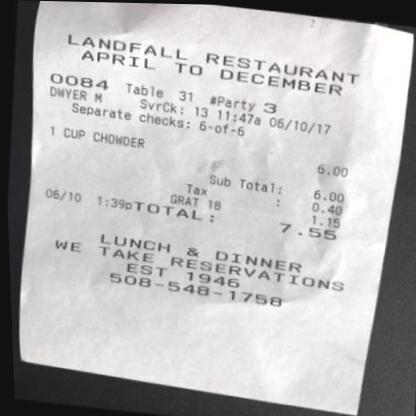 LANDFALL RESTAURANT
APRIL TO DECEMBER
0084 Table 31 #Party 3
DWYER M SvrCk: 13 11:47a 06/10/17
Separate checks: 6-of-6
1 CUP CHOWDER 6.00
Sub Total: 6.00
Tax : 0.40
GRAT 18 1.15
06/10 1:39pTOTAL: 7.55
LUNCH & DINNER
WE TAKE RESERVATIONS
EST 1946
508-548-1758